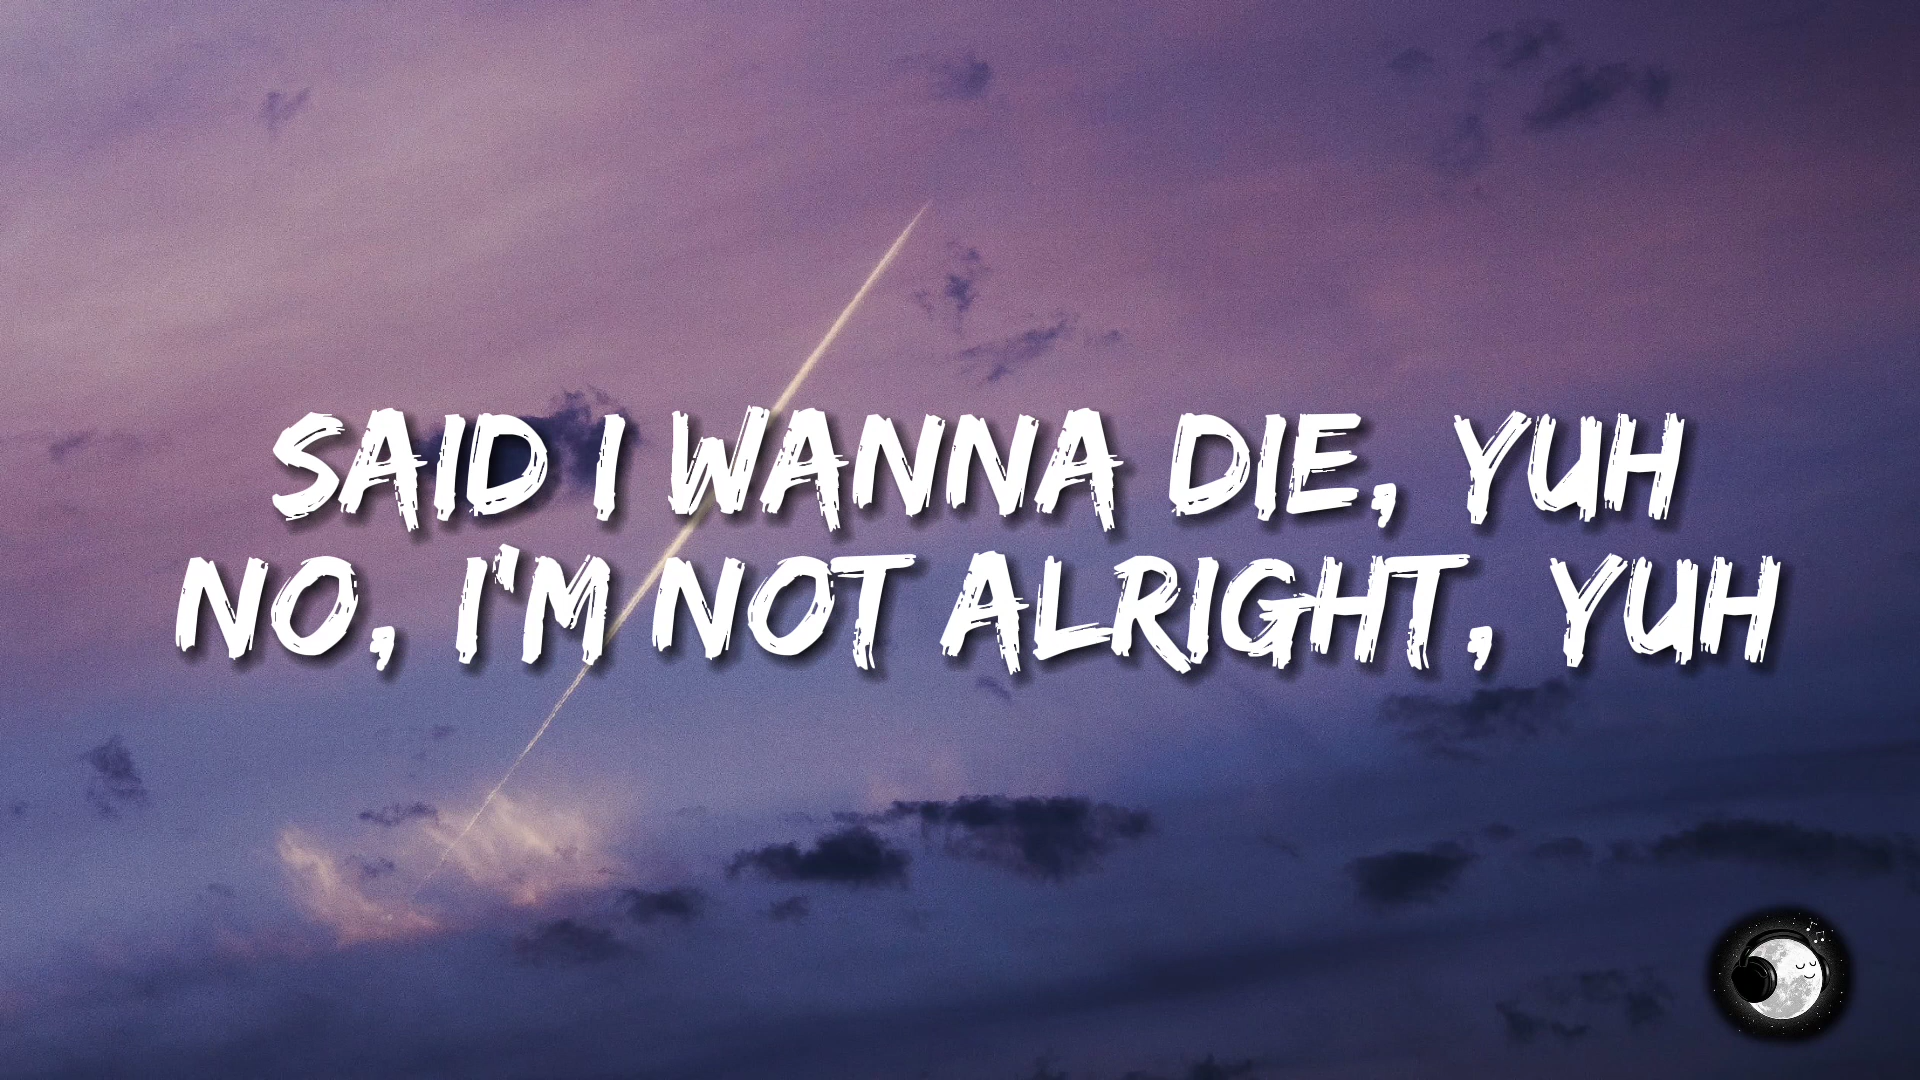 SAID I WANNA DIE, YUH
NO, I'M NOT ALRIGHT, YUH